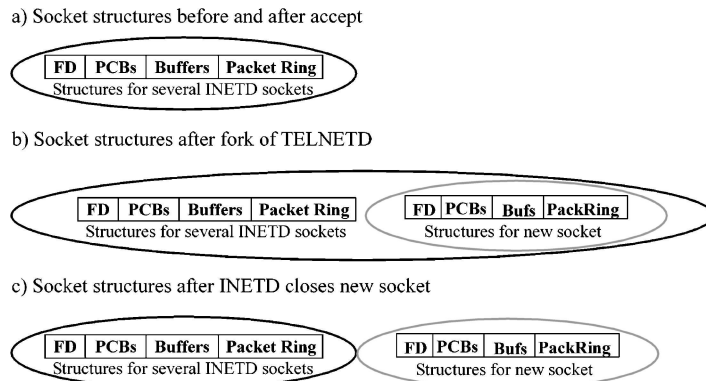 a) Socket structures before and after accept
FD PCBs Buffers Packet Ring
Structures for several INETD sockets
b) Socket structures after fork of TELNETD
FD PCBs Buffers Packet Ring FD PCBs Bufs PackRing
Structures for several INETD sockets Structures for new socket
c) Socket structures after INETD closes new socket
FD PCBs Buffers Packet Ring FD PCBs Bufs PackRing
Structures for several INETD sockets Structures for new socket